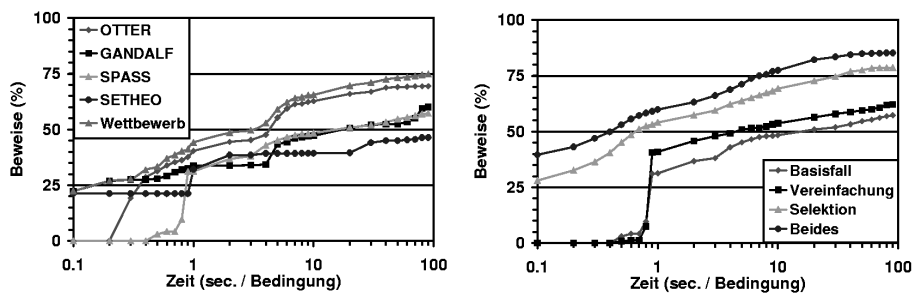 100
75
50
25
0
Beweise (%)
OTTER
GANDALF
SPASS
SETHEO
Wettbewerb
0.1 1 10 100
Zeit (sec. / Bedingung)
100
75
50
25
0
Beweise (%)
Basisfall
Vereinfachung
Selektion
Beides
0.1 1 10 100
Zeit (sec. / Bedingung)